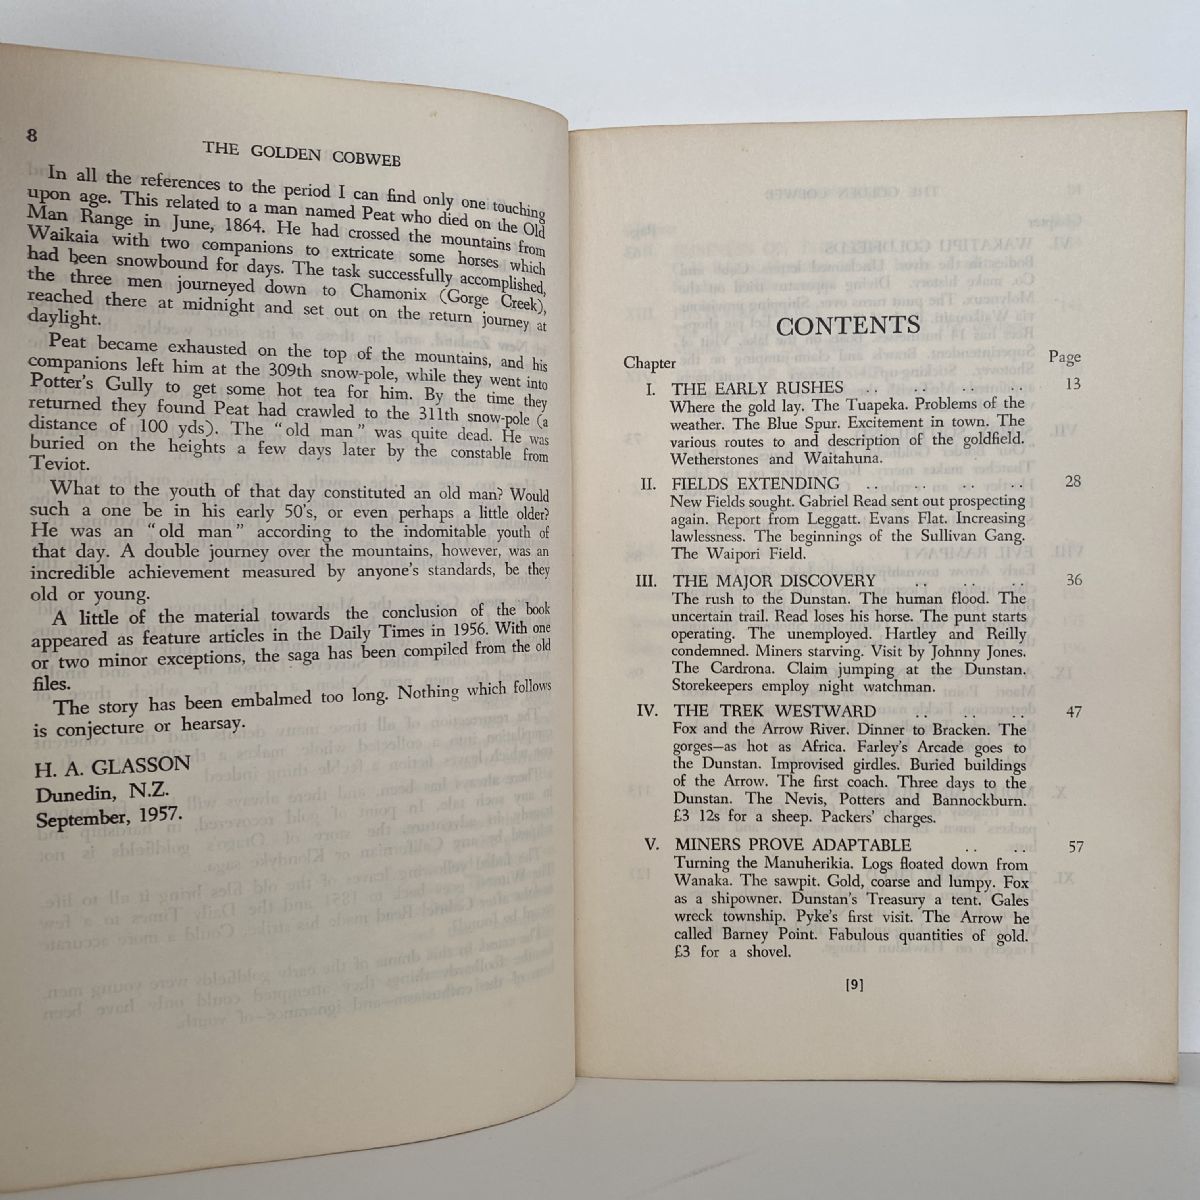 8
THE GOLDEN COBWEB
In all the references to the period I can find only one touching
upon age. This related to a man named Peat who died on the Old
Man Range in June, 1864. He had crossed the mountains from
Waikaia with two companions to extricate some horses which
had been snowbound for days. The task successfully accomplished,
the three men journeyed down to Chamonix (Gorge Creek),
reached there at midnight and set out on the return journey at
daylight.
Peat became exhausted on the top of the mountains, and his
companions left him at the 309th snow-pole, while they went into
Potter's Gully to get some hot tea for him. By the time they
returned they found Peat had crawled to the 311th snow-pole (a
distance of 100 yds). The "old man" was quite dead. He was
buried on the heights a few days later by the constable from
Teviot.
What to the youth of that day constituted an old man? Would
such a one be in his early 50's, or even perhaps a little older?
He was an "old man" according to the indomitable youth of
that day. A double journey over the mountains, however, was an
incredible achievement measured by anyone's standards, be they
old or young.
A little of the material towards the conclusion of the book
appeared as feature articles in the Daily Times in 1956. With one
or two minor exceptions, the saga has been compiled from the old
files.
The story has been embalmed too long. Nothing which follows
is conjecture or hearsay.
H. A. GLASSON
Dunedin, N.Z.
September, 1957.
CONTENTS
Chapter Page
I. THE EARLY RUSHES .. .. .. .. 13
Where the gold lay. The Tuapeka. Problems of the
weather. The Blue Spur. Excitement in town. The
various routes to and description of the goldfield.
Wetherstones and Waitahuna.
II. FIELDS EXTENDING .. .. .. .. 28
New Fields sought. Gabriel Read sent out prospecting
again. Report from Leggatt. Evans Flat. Increasing
lawlessness. The beginnings of the Sullivan Gang.
The Waipori Field.
III. THE MAJOR DISCOVERY .. .. .. 36
The rush to the Dunstan. The human flood. The
uncertain trail. Read loses his horse. The punt starts
operating. The unemployed. Hartley and Reilly
condemned. Miners starving. Visit by Johnny Jones.
The Cardrona. Claim jumping at the Dunstan.
Storekeepers employ night watchman.
IV. THE TREK WESTWARD .. .. .. 47
Fox and the Arrow River. Dinner to Bracken. The
gorges—as hot as Africa. Farley's Arcade goes to
the Dunstan. Improvised girdles. Buried buildings
of the Arrow. The first coach. Three days to the
Dunstan. The Nevis, Potters and Bannockburn.
£3 12s for a sheep. Packers' charges.
V. MINERS PROVE ADAPTABLE .. .. 57
Turning the Manuherikia. Logs floated down from
Wanaka. The sawpit. Gold, coarse and lumpy. Fox
as a shipowner. Dunstan's Treasury a tent. Gales
wreck township. Pyke's first visit. The Arrow he
called Barney Point. Fabulous quantities of gold.
£3 for a shovel.
[9]